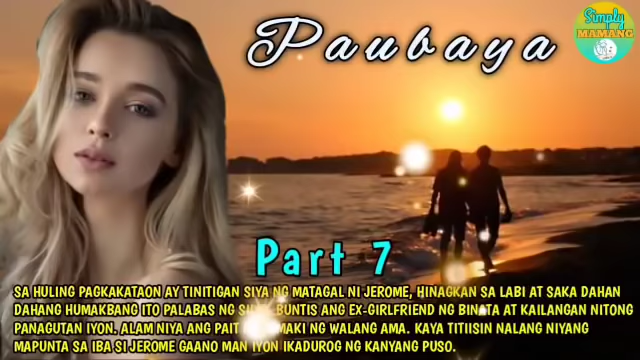 Paubaya
Simply
MAMANG
Part 7
SA HULING PAGKAKATAON AY TINITIGAN SIYA NG MATAGAL NI JEROME, HINAGKAN SA LABI AT SAKA DAHAN
DAHANG HUMAKBANG ITO PALABAS NG BUNTIS ANG EX-GIRLFRIEND NG BINATA AT KAILANGAN NITONG
PANAGUTAN IYON. ALAM NIYA ANG PAIT NG WALANG AMA. KAYA TITIISIN NALANG NIYANG
MAPUNTA SA IBA SI JEROME GAANO MAN IYON IKADUROG NG KANYANG PUSO.